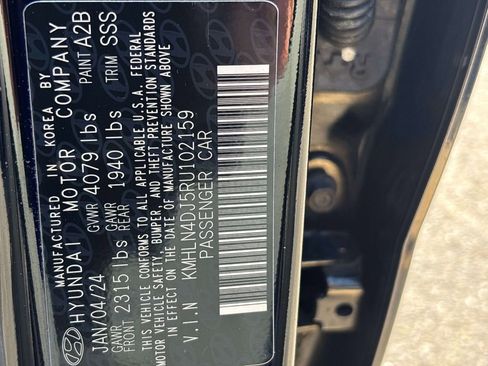 MANUFACTURED IN KOREA BY
HYUNDAI MOTOR COMPANY
JAN/04/24 GVWR 4079 lbs PAINT A2B
GAWR FRONT 2315 lbs GAWR REAR 1940 lbs TRIM SSS
THIS VEHICLE CONFORMS TO ALL APPLICABLE U.S.A. FEDERAL
MOTOR VEHICLE SAFETY, BUMPER, AND THEFT PREVENTION STANDARDS
IN EFFECT ON THE DATE OF MANUFACTURE SHOWN ABOVE.
V.I.N KMHLN4DJ5RU102159
PASSENGER CAR